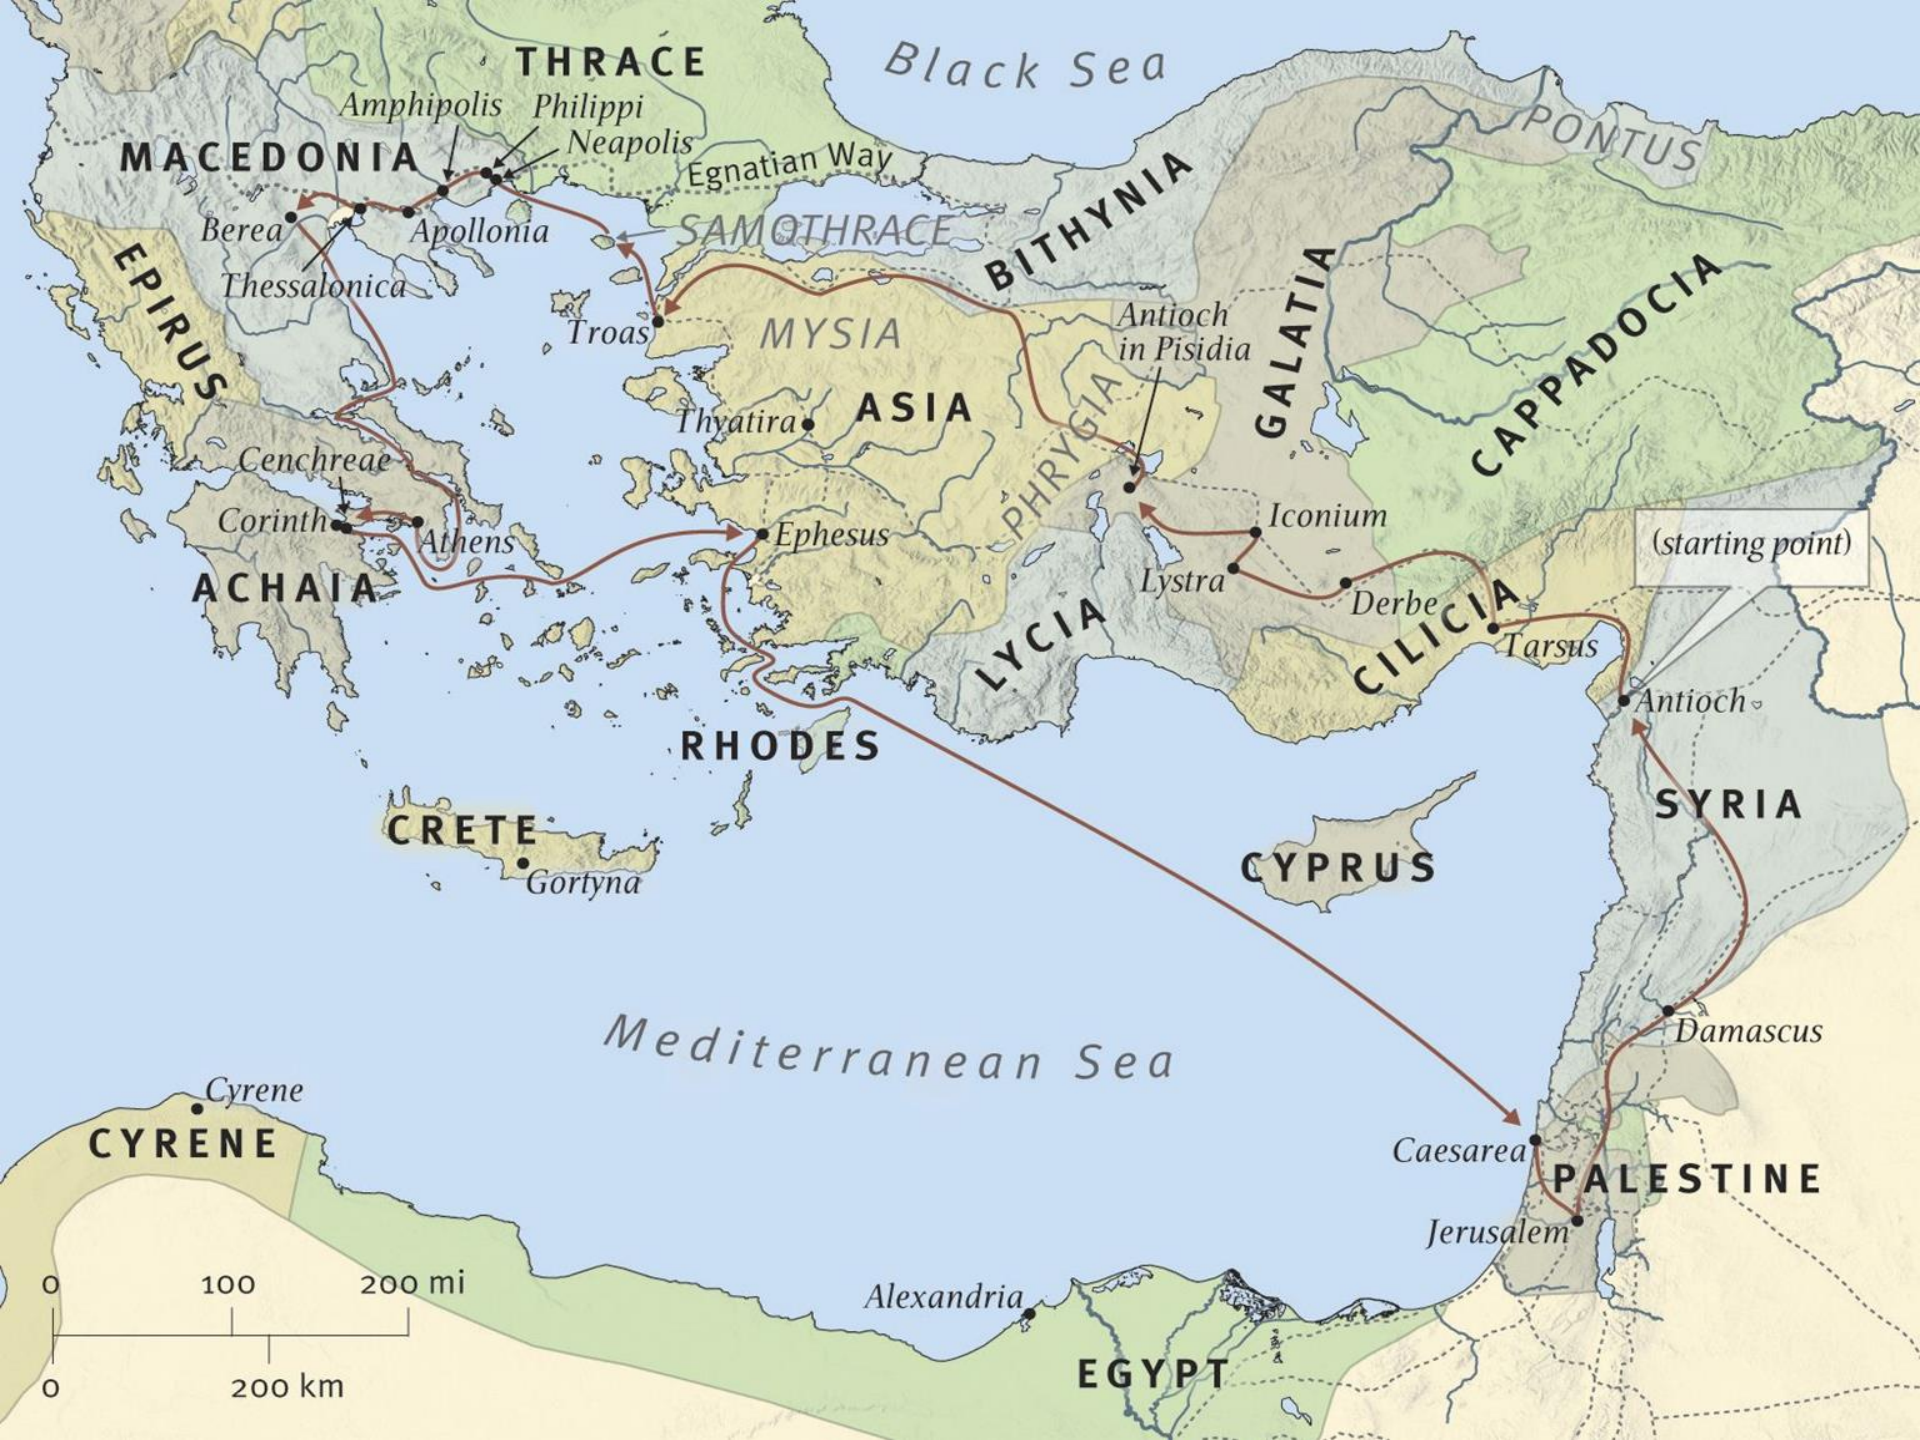 Black Sea
THRACE
Amphipolis
Philippi
Neapolis
MACEDONIA
Egnatian Way
PONTUS
Berea
Apollonia
SAMOTHRACE
BITHYNIA
Thessalonica
EPIRUS
GALATIA
CAPPADOCIA
Troas
MYSIA
Antioch
in Pisidia
Thyatira
ASIA
PHRYGIA
Cenchreae
Corinth
Athens
Ephesus
Iconium
(starting point)
ACHAIA
Lystra
Derbe
LYCIA
CILICIA
Tarsus
Antioch
RHODES
SYRIA
CRETE
Gortyna
CYPRUS
Mediterranean Sea
Damascus
Cyrene
CYRENE
Caesarea
PALESTINE
Jerusalem
Alexandria
EGYPT
0 100 200 mi
0 200 km